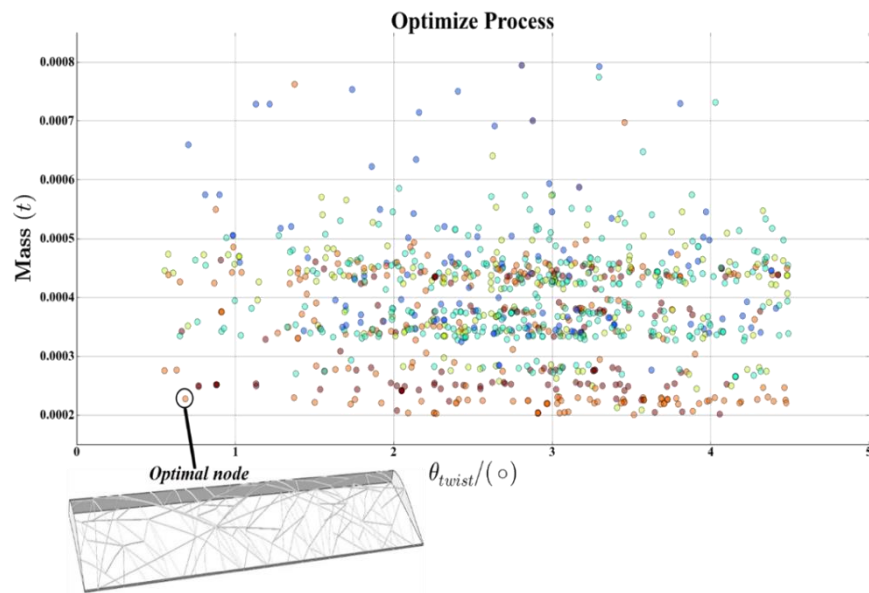 Optimize Process
0.0008
0.0007
0.0006
0.0005
0.0004
0.0003
0.0002
Mass (t)
0 1 2 3 4 5
θtwist/(∘)
Optimal node